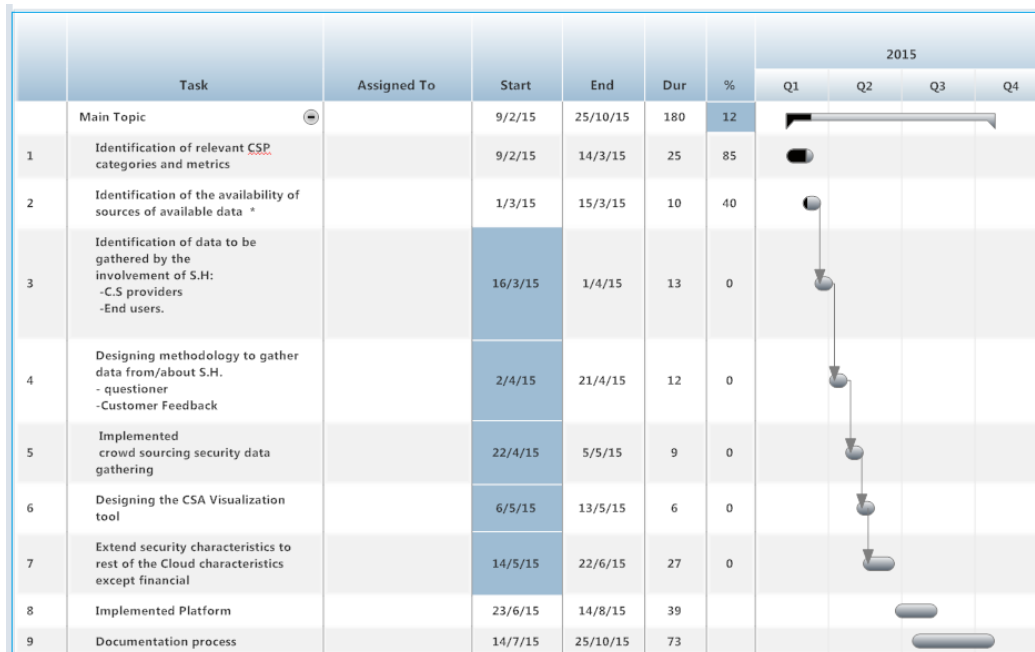 2015
Task Assigned To Start End Dur % Q1 Q2 Q3 Q4
Main Topic 9/2/15 25/10/15 180 12
1 Identification of relevant CSP categories and metrics 9/2/15 14/3/15 25 85
2 Identification of the availability of sources of available data * 1/3/15 15/3/15 10 40
3 Identification of data to be gathered by the involvement of S.H: -C.S providers -End users. 16/3/15 1/4/15 13 0
4 Designing methodology to gather data from/about S.H. - questioner -Customer Feedback 2/4/15 21/4/15 12 0
5 Implemented crowd sourcing security data gathering 22/4/15 5/5/15 9 0
6 Designing the CSA Visualization tool 6/5/15 13/5/15 6 0
7 Extend security characteristics to rest of the Cloud characteristics except financial 14/5/15 22/6/15 27 0
8 Implemented Platform 23/6/15 14/8/15 39
9 Documentation process 14/7/15 25/10/15 73